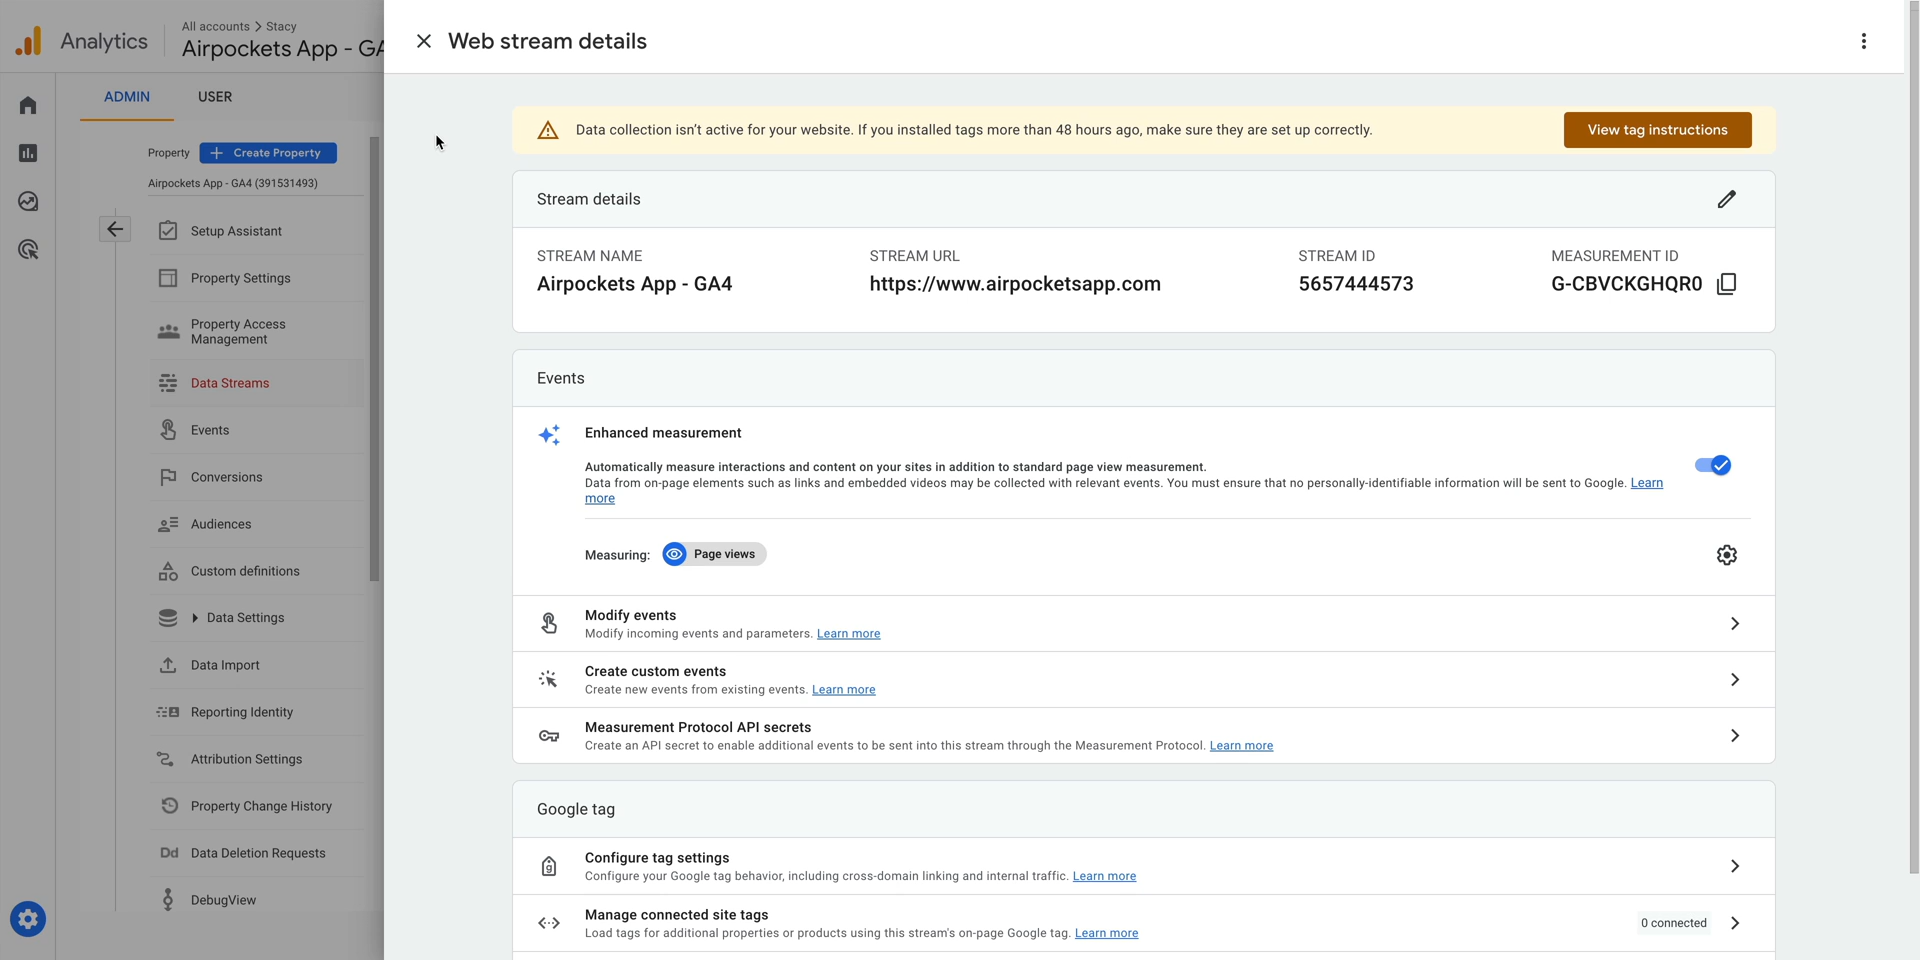 Analytics
All accounts > Stacy
Airpockets App - GA4
ADMIN
USER
Property
+ Create Property
Airpockets App - GA4 (391531493)
Setup Assistant
Property Settings
Property Access
Management
Data Streams
Events
Conversions
Audiences
Custom definitions
Data Settings
Data Import
Reporting Identity
Attribution Settings
Property Change History
Dd Data Deletion Requests
DebugView
Web stream details
Data collection isn’t active for your website. If you installed tags more than 48 hours ago, make sure they are set up correctly.
View tag instructions
Stream details
STREAM NAME
Airpockets App - GA4
STREAM URL
https://www.airpocketsapp.com
STREAM ID
5657444573
MEASUREMENT ID
G-CBVCKGHQR0
Events
Enhanced measurement
Automatically measure interactions and content on your sites in addition to standard page view measurement.
Data from on-page elements such as links and embedded videos may be collected with relevant events. You must ensure that no personally-identifiable information will be sent to Google. Learn
more
Measuring: Page views
Modify events
Modify incoming events and parameters. Learn more
Create custom events
Create new events from existing events. Learn more
Measurement Protocol API secrets
Create an API secret to enable additional events to be sent into this stream through the Measurement Protocol. Learn more
Google tag
Configure tag settings
Configure your Google tag behavior, including cross-domain linking and internal traffic. Learn more
Manage connected site tags
Load tags for additional properties or products using this stream's on-page Google tag. Learn more
0 connected